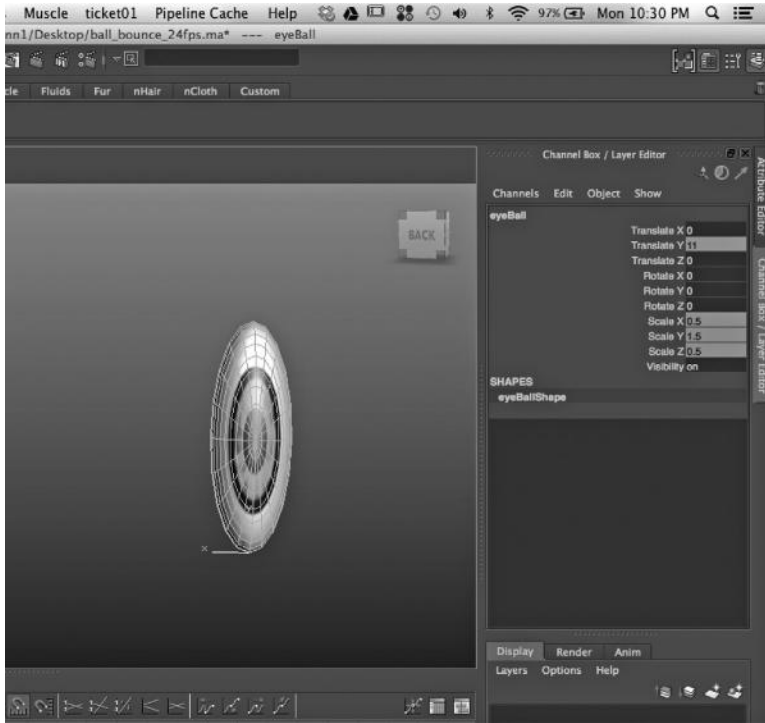 Muscle ticket01 Pipeline Cache Help 97% Mon 10:30 PM
nn1/Desktop/ball_bounce_24fps.ma* --- eyeBall
cle Fluids Fur nHair nCloth Custom
Channel Box / Layer Editor
Channels Edit Object Show
eyeBall
Translate X 0
Translate Y 11
Translate Z 0
Rotate X 0
Rotate Y 0
Rotate Z 0
Scale X 0.5
Scale Y 1.5
Scale Z 0.5
Visibility on
SHAPES
eyeBallShape
BACK
x
Attribute Editor
Channel Box / Layer Editor
Display Render Anim
Layers Options Help